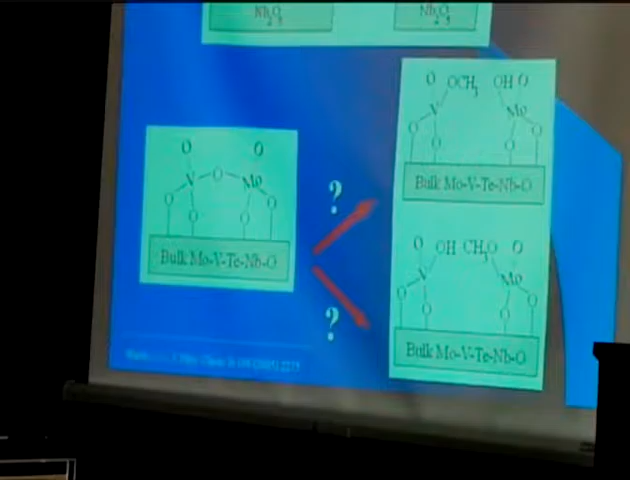 Nb₂O₅ Nb₂O₅
O O
V O Mo
O O O O
Bulk Mo-V-Te-Nb-O
?
?
O OCH₃ OH O
V Mo
O O O O
Bulk Mo-V-Te-Nb-O
O OH CH₃O O
V Mo
O O O O
Bulk Mo-V-Te-Nb-O